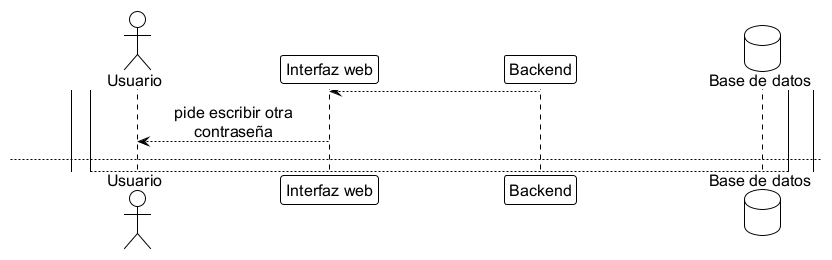 Usuario
Interfaz web
Backend
Base de datos
pide escribir otra
contraseña
Usuario
Interfaz web
Backend
Base de datos